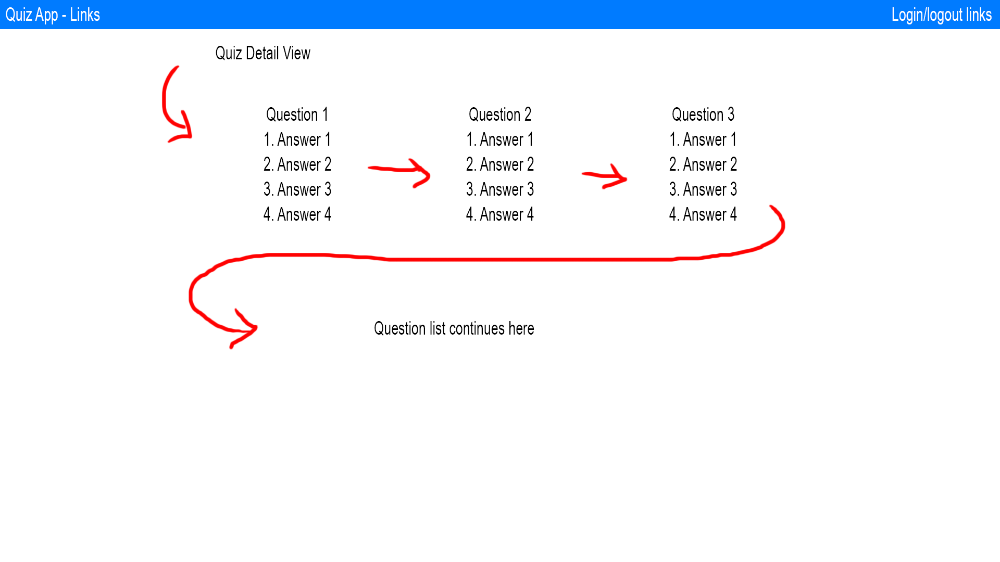 Quiz App - Links
Login/logout links
Quiz Detail View
Question 1
1. Answer 1
2. Answer 2
3. Answer 3
4. Answer 4
Question 2
1. Answer 1
2. Answer 2
3. Answer 3
4. Answer 4
Question 3
1. Answer 1
2. Answer 2
3. Answer 3
4. Answer 4
Question list continues here